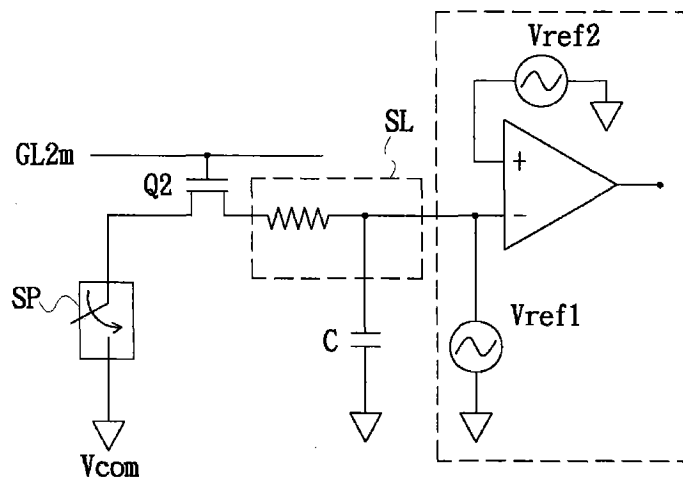 Vref2
SL
GL2m
Q2
+
−
SP
Vref1
C
Vcom